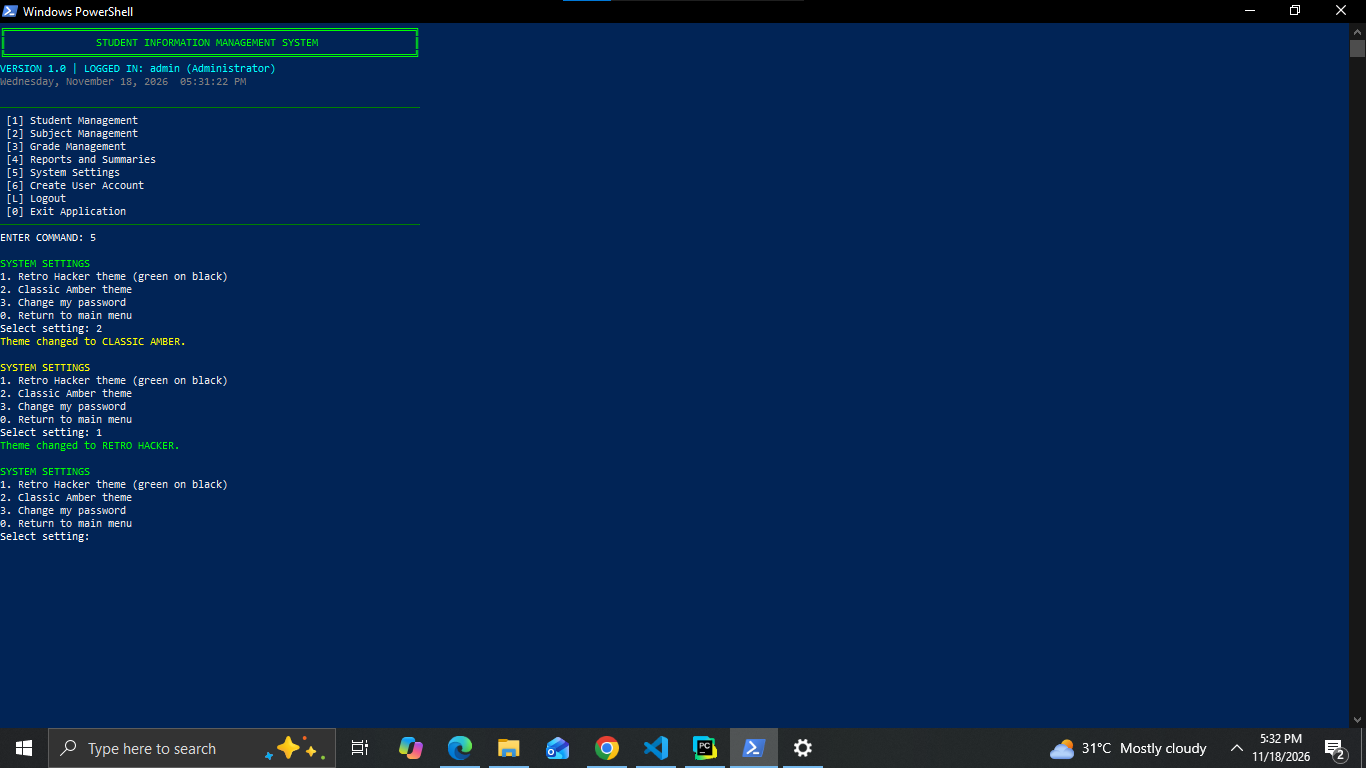 Windows PowerShell
STUDENT INFORMATION MANAGEMENT SYSTEM
VERSION 1.0 | LOGGED IN: admin (Administrator)
Wednesday, November 18, 2026  05:31:22 PM
[1] Student Management
[2] Subject Management
[3] Grade Management
[4] Reports and Summaries
[5] System Settings
[6] Create User Account
[L] Logout
[0] Exit Application
ENTER COMMAND: 5
SYSTEM SETTINGS
1. Retro Hacker theme (green on black)
2. Classic Amber theme
3. Change my password
0. Return to main menu
Select setting: 2
Theme changed to CLASSIC AMBER.
SYSTEM SETTINGS
1. Retro Hacker theme (green on black)
2. Classic Amber theme
3. Change my password
0. Return to main menu
Select setting: 1
Theme changed to RETRO HACKER.
SYSTEM SETTINGS
1. Retro Hacker theme (green on black)
2. Classic Amber theme
3. Change my password
0. Return to main menu
Select setting:
Type here to search
PC
31°C Mostly cloudy
5:32 PM
11/18/2026
2